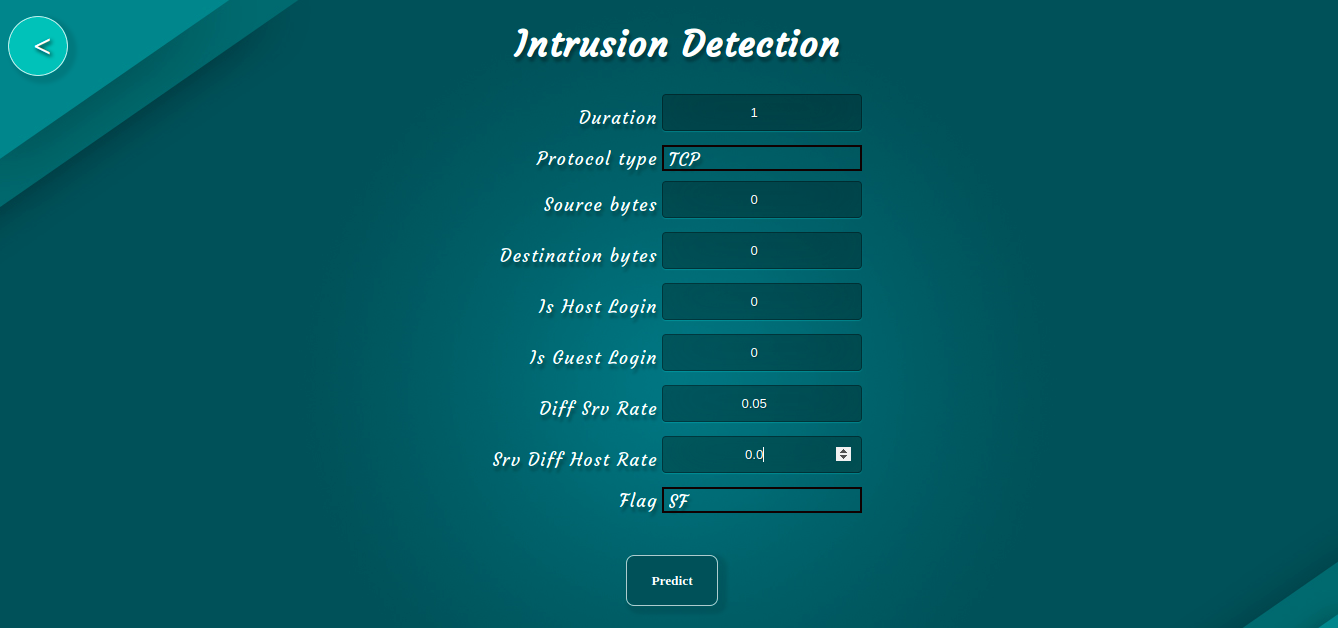 <
Intrusion Detection
Duration 1
Protocol type TCP
Source bytes 0
Destination bytes 0
Is Host Login 0
Is Guest Login 0
Diff Srv Rate 0.05
Srv Diff Host Rate 0.0
Flag SF
Predict